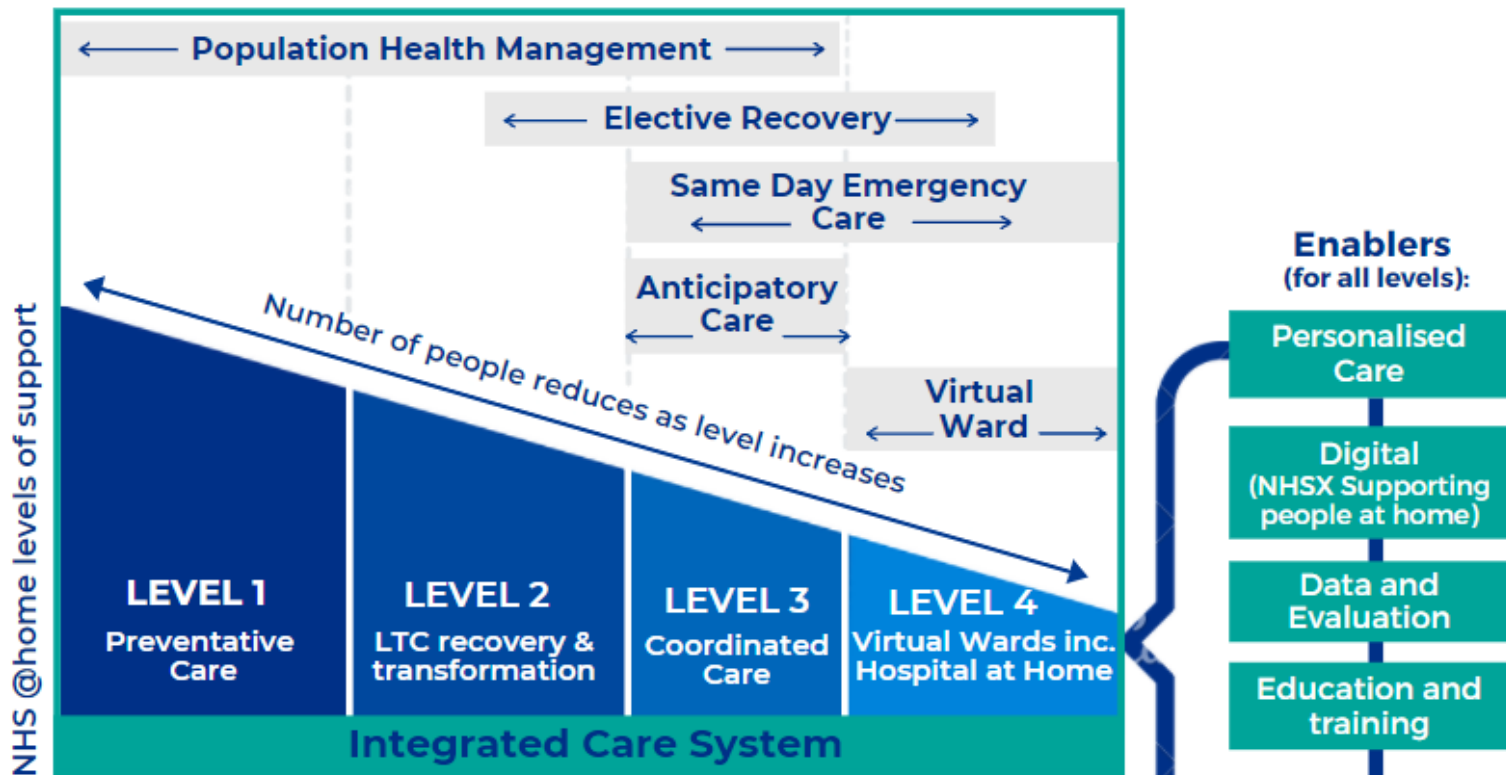 Population Health Management
Elective Recovery
Same Day Emergency
Care
Anticipatory
Care
Virtual
Ward
Number of people reduces as level increases
NHS @home levels of support
LEVEL 1
Preventative
Care
LEVEL 2
LTC recovery &
transformation
LEVEL 3
Coordinated
Care
LEVEL 4
Virtual Wards inc.
Hospital at Home
Integrated Care System
Enablers
(for all levels):
Personalised
Care
Digital
(NHSX Supporting
people at home)
Data and
Evaluation
Education and
training